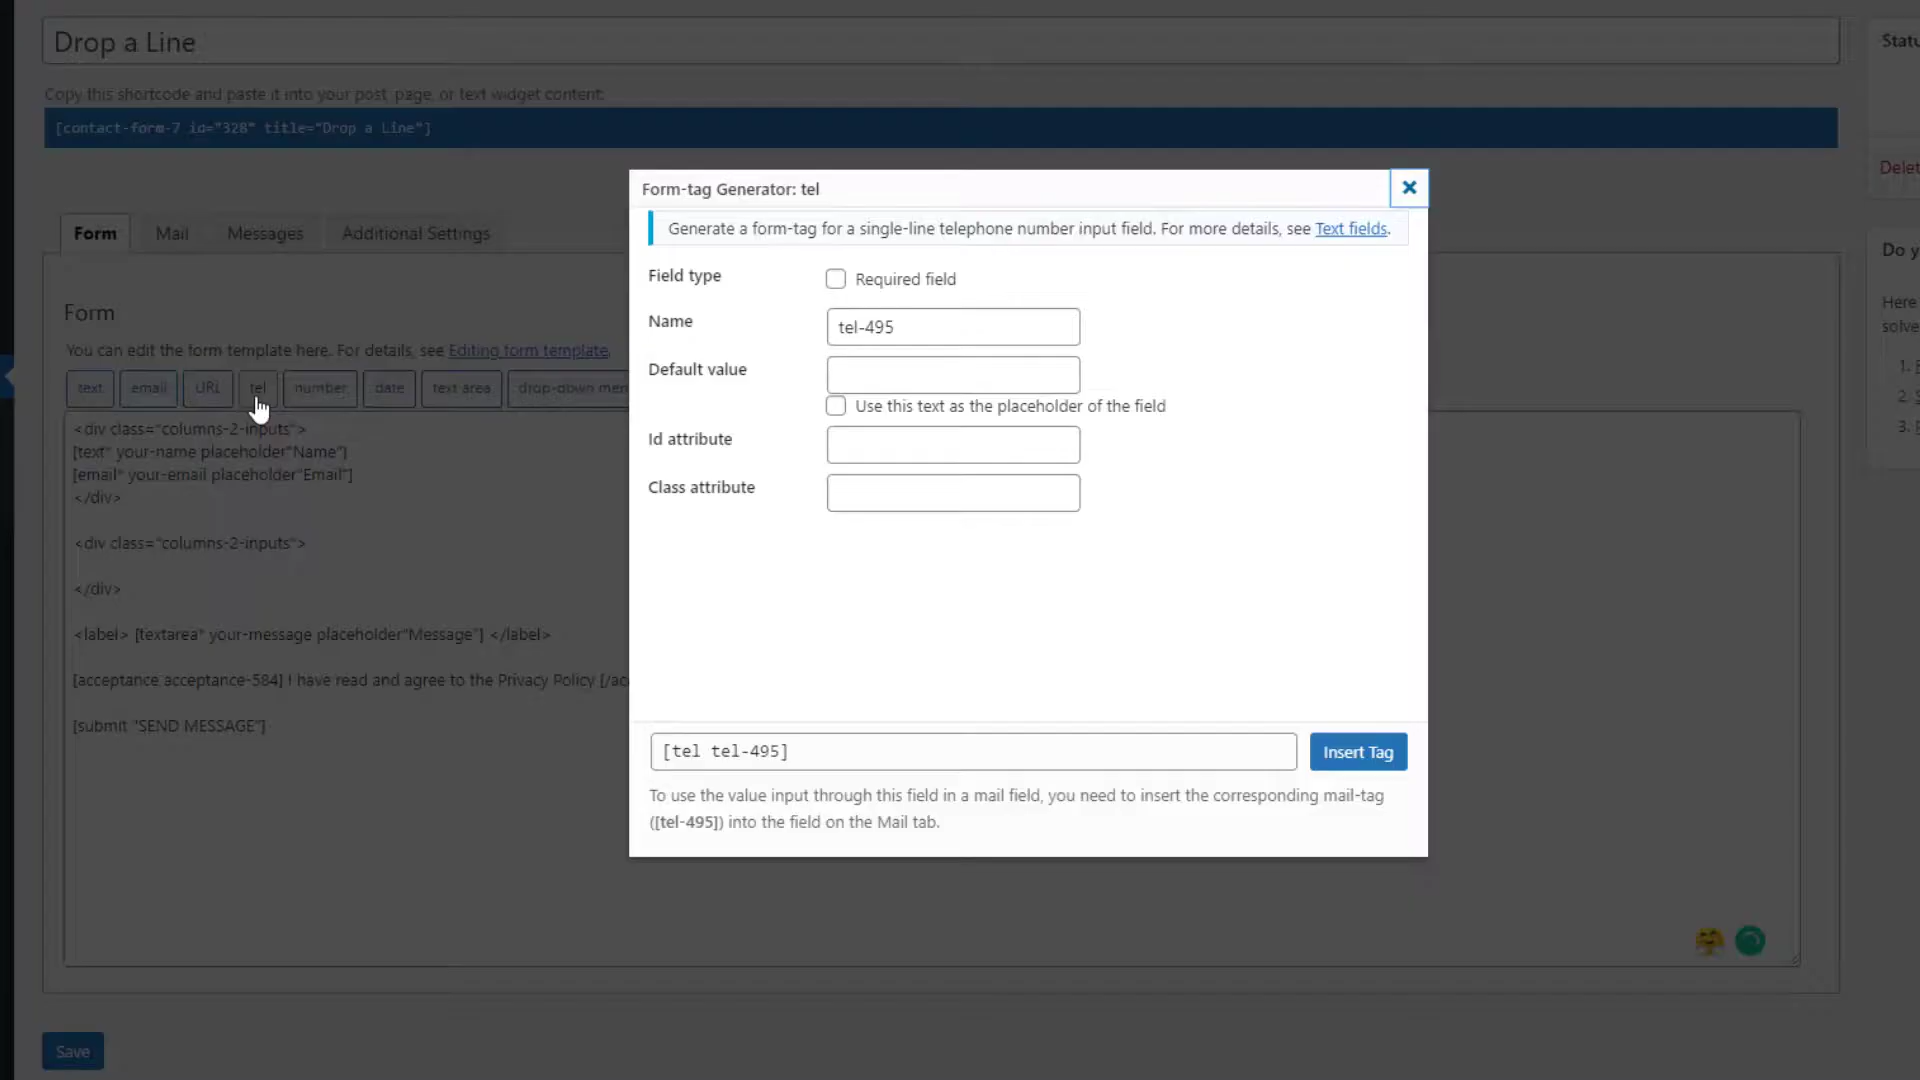 Drop a Line
Copy this shortcode and paste it into your post, page, or text widget content:
[contact-form-7 id="328" title="Drop a Line"]
Form
Mail
Messages
Additional Settings
Form
You can edit the form template here. For details, see Editing form template.
text
email
URL
tel
number
date
text area
drop-down men
<div class="columns-2-inputs">
[text* your-name placeholder"Name"]
[email* your-email placeholder"Email"]
</div>
<div class="columns-2-inputs">
</div>
<label> [textarea* your-message placeholder"Message"] </label>
[acceptance acceptance-584] I have read and agree to the Privacy Policy [/ac
[submit "SEND MESSAGE"]
Save
Form-tag Generator: tel
Generate a form-tag for a single-line telephone number input field. For more details, see Text fields.
Field type
Required field
Name
tel-495
Default value
Use this text as the placeholder of the field
Id attribute
Class attribute
[tel tel-495]
Insert Tag
To use the value input through this field in a mail field, you need to insert the corresponding mail-tag
([tel-495]) into the field on the Mail tab.
Statu
Delet
Do y
Here
solve
1.
2.
3.